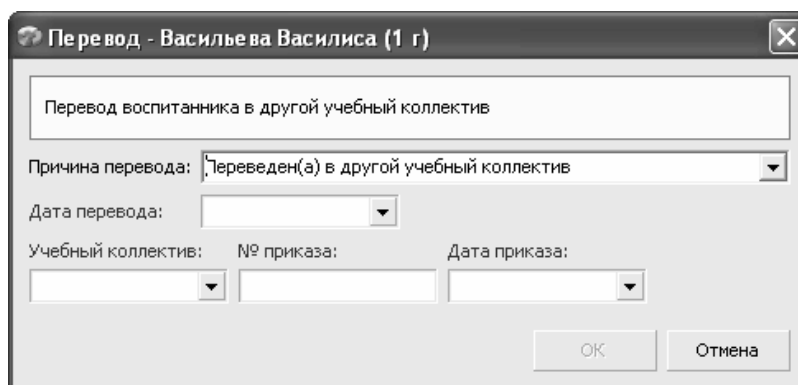 Перевод - Васильева Василиса (1 г)
Перевод воспитанника в другой учебный коллектив
Причина перевода: Переведен(а) в другой учебный коллектив
Дата перевода:
Учебный коллектив: № приказа: Дата приказа:
ОК Отмена